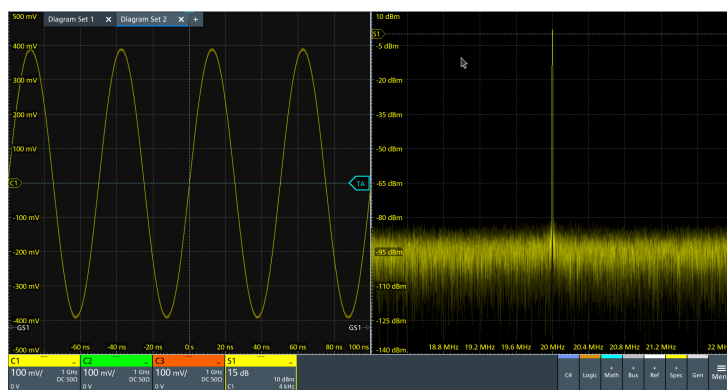 500 mV
Diagram Set 1 ×
Diagram Set 2 ×
+
400 mV
300 mV
200 mV
100 mV
C1
TA
-100 mV
-200 mV
-300 mV
-400 mV
GS1
GS1
-500 mV
-60 ns
-40 ns
-20 ns
0 s
20 ns
40 ns
60 ns
80 ns
100 ns
10 dBm
S1
-5 dBm
-20 dBm
-35 dBm
-50 dBm
-65 dBm
-80 dBm
-95 dBm
-110 dBm
-125 dBm
-140 dBm
18.8 MHz
19.2 MHz
19.6 MHz
20 MHz
20.4 MHz
20.8 MHz
21.2 MHz
22 M
C1
100 mV/
1 GHz
DC 50Ω
0 V
C2
100 mV/
1 GHz
DC 50Ω
0 V
C3
100 mV/
1 GHz
DC 50Ω
0 V
S1
15 dB
10 dBm
C1
4 kHz
C4
Logic
+
Math
+
Bus
+
Ref
+
Spec
Gen
Men